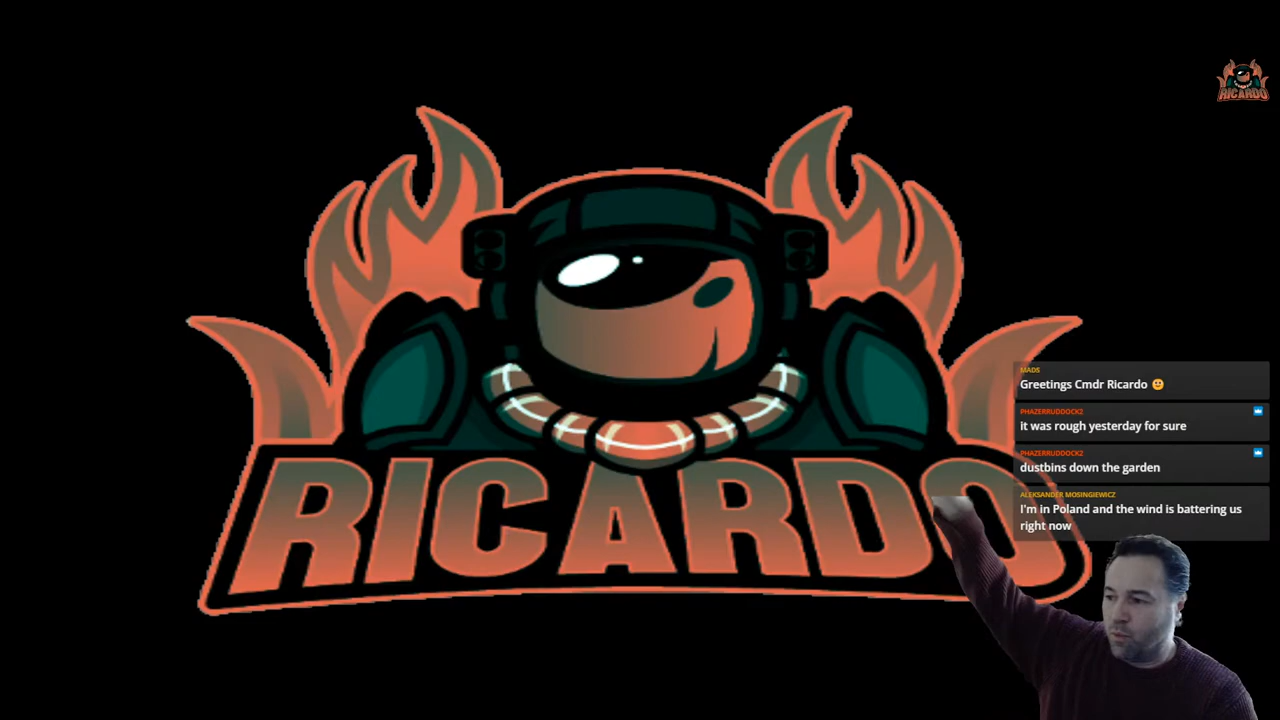 RICARDO
RICARDO
MADS
Greetings Cmdr Ricardo 🙂
PHAZERRUDDOCK2
it was rough yesterday for sure
PHAZERRUDDOCK2
dustbins down the garden
ALEKSANDER MOSINGIEWICZ
I'm in Poland and the wind is battering us
right now